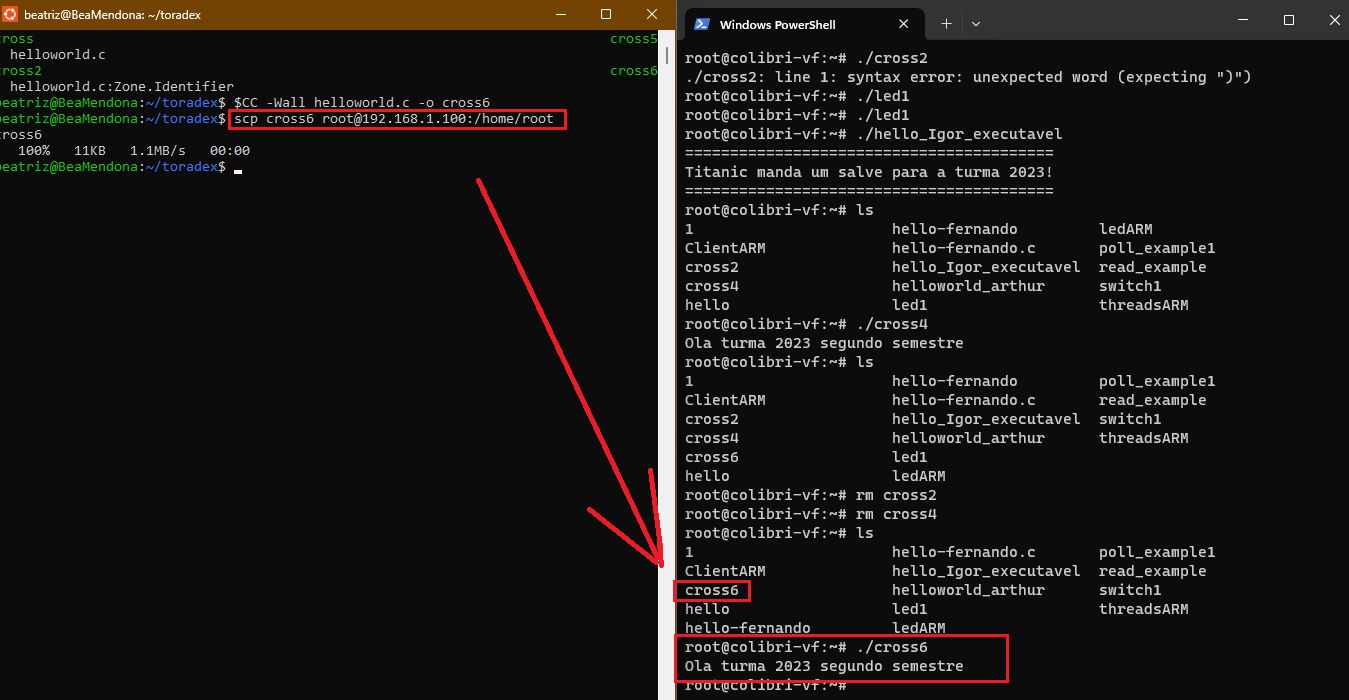 beatriz@BeaMendona: ~/toradex
ross cross5
helloworld.c
ross2 cross6
helloworld.c:Zone.Identifier
eatriz@BeaMendona:~/toradex$ $CC -Wall helloworld.c -o cross6
eatriz@BeaMendona:~/toradex$ scp cross6 root@192.168.1.100:/home/root
cross6
100% 11KB 1.1MB/s 00:00
eatriz@BeaMendona:~/toradex$
Windows PowerShell
root@colibri-vf:~# ./cross2
./cross2: line 1: syntax error: unexpected word (expecting ")")
root@colibri-vf:~# ./led1
root@colibri-vf:~# ./led1
root@colibri-vf:~# ./hello_Igor_executavel
=========================================
Titanic manda um salve para a turma 2023!
=========================================
root@colibri-vf:~# ls
1 hello-fernando ledARM
ClientARM hello-fernando.c poll_example1
cross2 hello_Igor_executavel read_example
cross4 helloworld_arthur switch1
hello led1 threadsARM
root@colibri-vf:~# ./cross4
Ola turma 2023 segundo semestre
root@colibri-vf:~# ls
1 hello-fernando poll_example1
ClientARM hello-fernando.c read_example
cross2 hello_Igor_executavel switch1
cross4 helloworld_arthur threadsARM
cross6 led1
hello ledARM
root@colibri-vf:~# rm cross2
root@colibri-vf:~# rm cross4
root@colibri-vf:~# ls
1 hello-fernando.c poll_example1
ClientARM hello_Igor_executavel read_example
cross6 helloworld_arthur switch1
hello led1 threadsARM
hello-fernando ledARM
root@colibri-vf:~# ./cross6
Ola turma 2023 segundo semestre
root@colibri-vf:~#